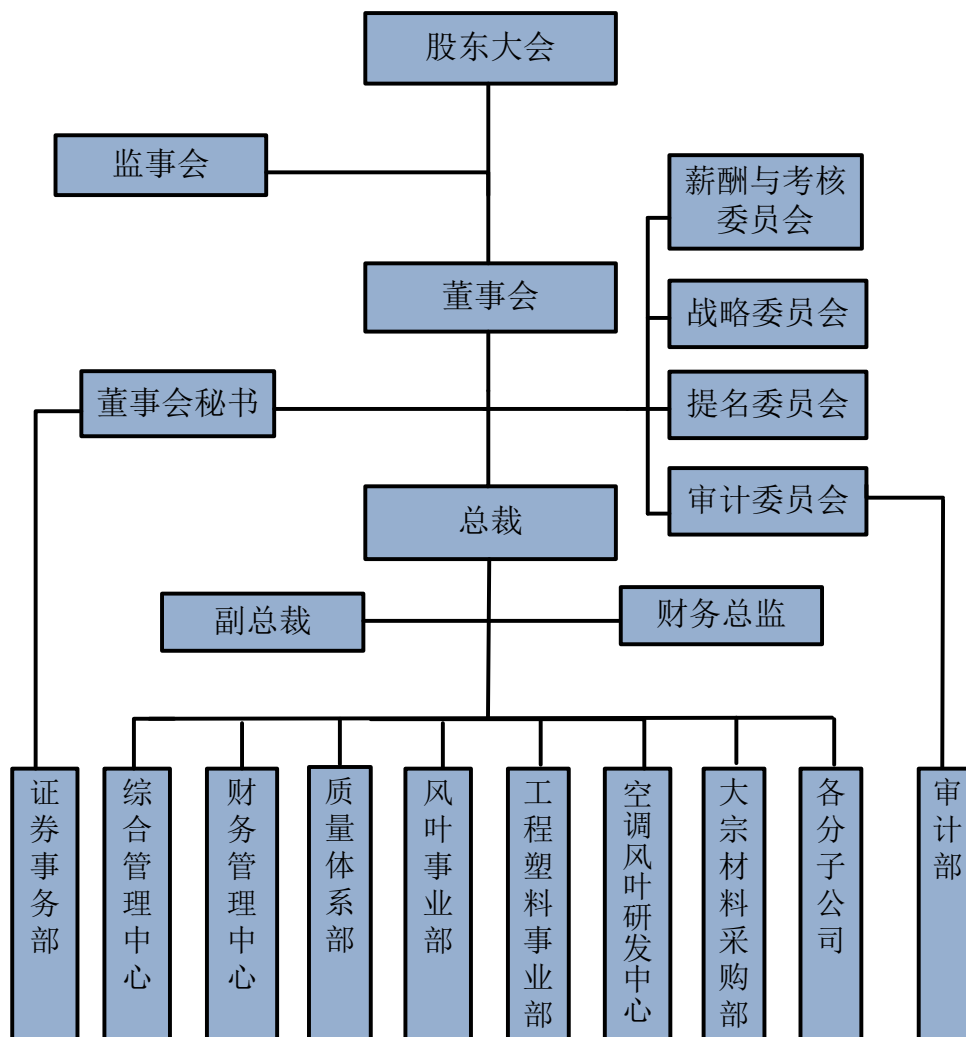 股东大会
监事会
薪酬与考核
委员会
董事会
战略委员会
董事会秘书
提名委员会
审计委员会
总裁
副总裁
财务总监
证券事务部
综合管理中心
财务管理中心
质量体系部
风叶事业部
工程塑料事业部
空调风叶研发中心
大宗材料采购部
各分子公司
审计部